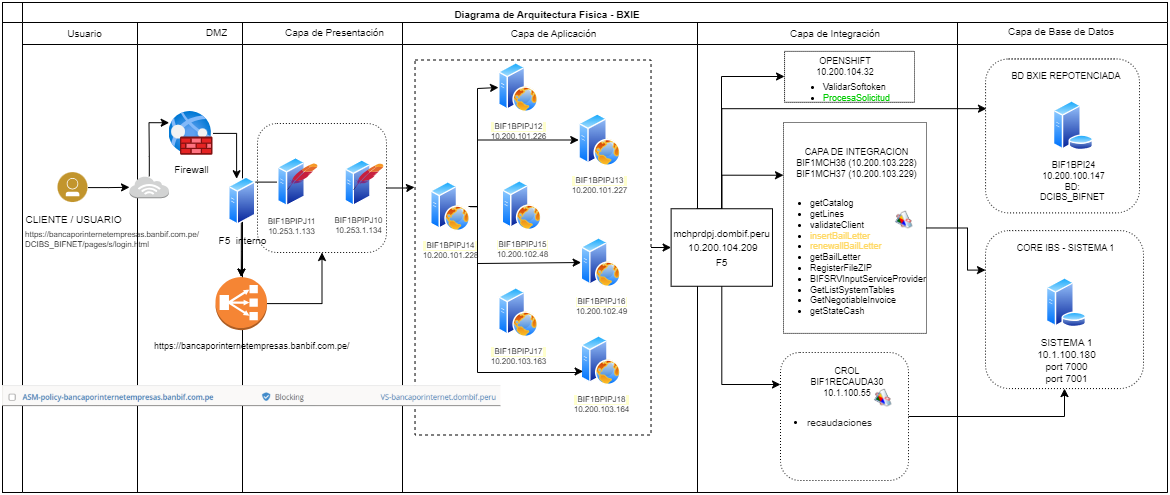 Diagrama de Arquitectura Fisica - BXIE
Usuario
DMZ
Capa de Presentación
Capa de Aplicación
Capa de Integración
Capa de Base de Datos
CLIENTE / USUARIO
https://bancaporinternetempresas.banbif.com.pe/
DCIBS_BIFNET/pages/s/login.html
Firewall
F5 interno
https://bancaporinternetempresas.banbif.com.pe/
ASM-policy-bancaporinternetempresas.banbif.com.pe
Blocking
VS-bancaporinternet.dombif.peru
BIF1BPIPJ11
10.253.1.133
BIF1BPIPJ10
10.253.1.134
BIF1BPIPJ12
10.200.101.226
BIF1BPIPJ13
10.200.101.227
BIF1BPIPJ14
10.200.101.228
BIF1BPIPJ15
10.200.102.48
BIF1BPIPJ16
10.200.102.49
BIF1BPIPJ17
10.200.103.163
BIF1BPIPJ18
10.200.103.164
mchprdpj.dombif.peru
10.200.104.209
F5
OPENSHIFT
10.200.104.32
• ValidarSoftoken
• ProcesaSolicitud
CAPA DE INTEGRACION
BIF1MCH36 (10.200.103.228)
BIF1MCH37 (10.200.103.229)
• getCatalog
• getLines
• validateClient
• insertBailLetter
• renewallBailLetter
• getBailLetter
• RegisterFileZIP
• BIFSRVInputServiceProvider
• GetListSystemTables
• GetNegotiableInvoice
• getStateCash
CROL
BIF1RECAUDA30
10.1.100.55
• recaudaciones
BD BXIE REPOTENCIADA
BIF1BPI24
10.200.100.147
BD:
DCIBS_BIFNET
CORE IBS - SISTEMA 1
SISTEMA 1
10.1.100.180
port 7000
port 7001